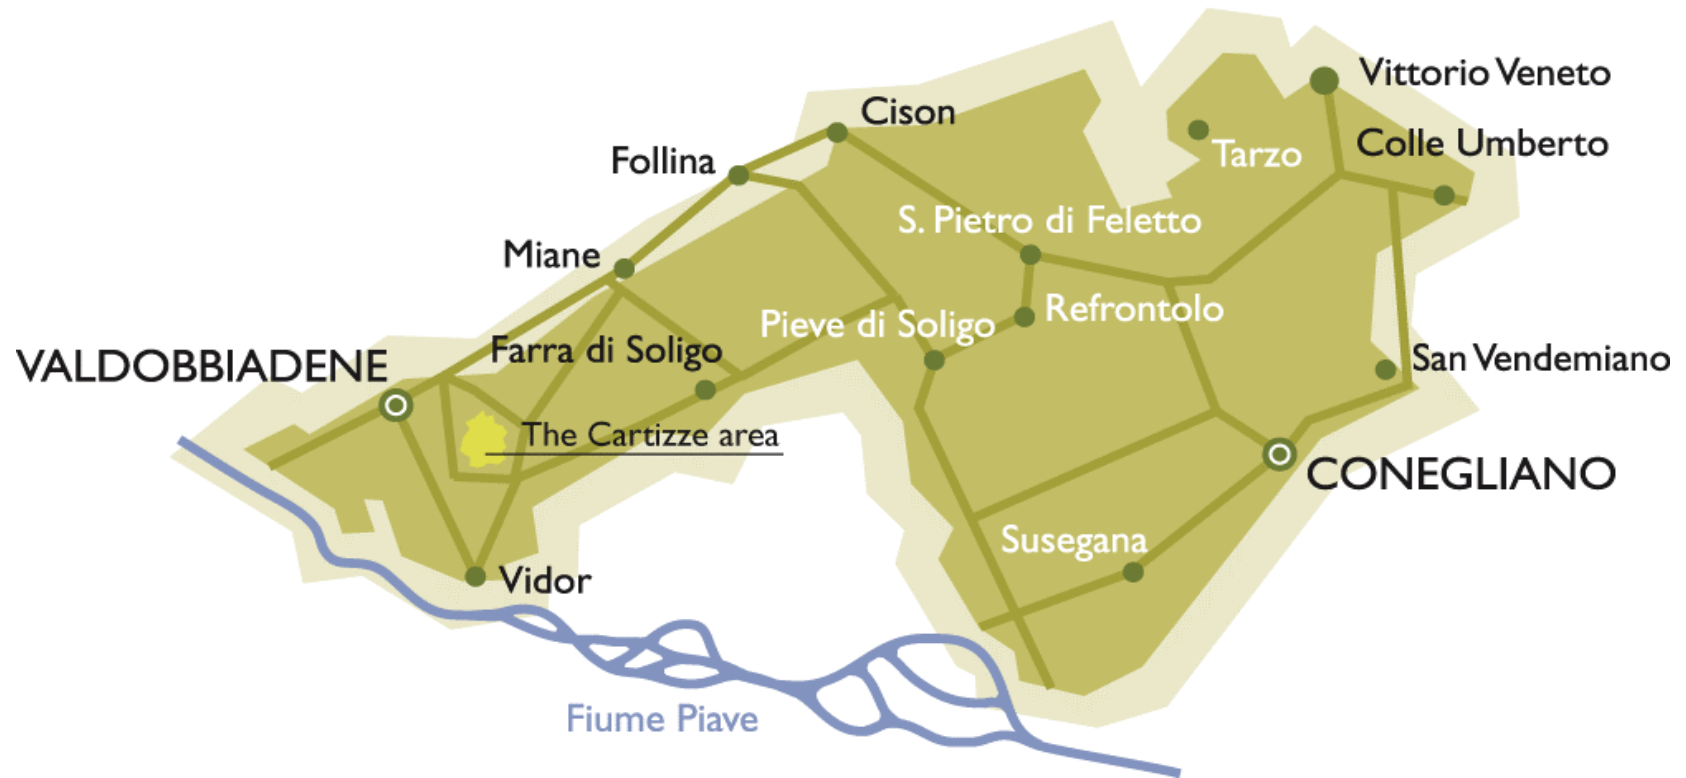 Vittorio Veneto
Cison
Colle Umberto
Follina
Tarzo
S. Pietro di Feletto
Miane
Refrontolo
Pieve di Soligo
Farra di Soligo
San Vendemiano
VALDOBBIADENE
The Cartizze area
CONEGLIANO
Susegana
Vidor
Fiume Piave